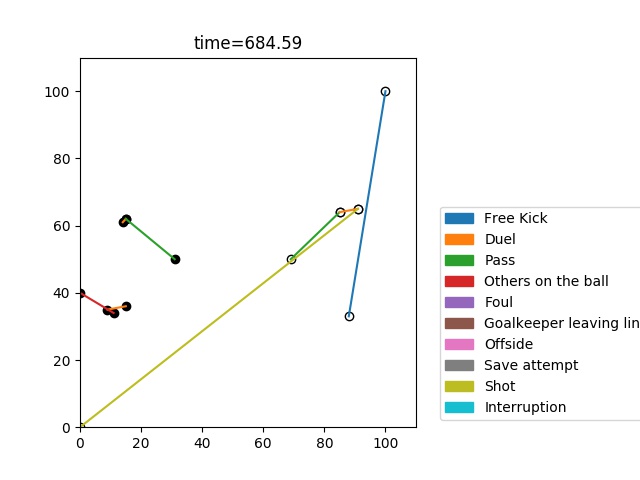 time=684.59
100
80
60
40
20
0
0 20 40 60 80 100
Free Kick
Duel
Pass
Others on the ball
Foul
Goalkeeper leaving lin
Offside
Save attempt
Shot
Interruption